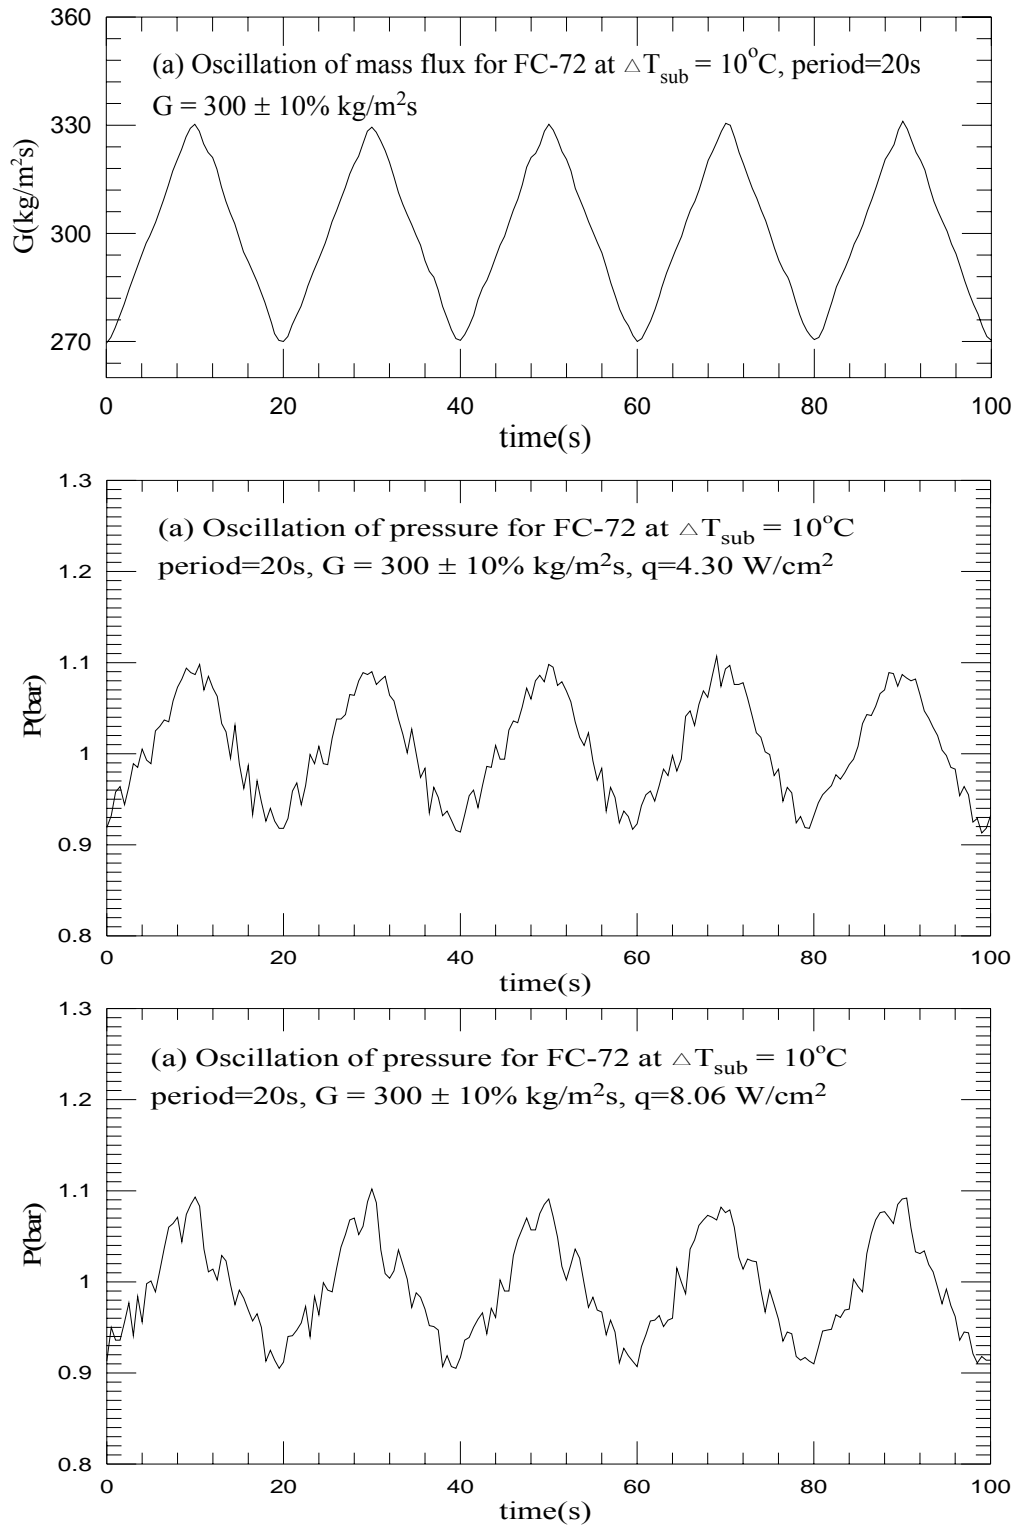 360
(a) Oscillation of mass flux for FC-72 at △Tsub = 10°C, period=20s
G = 300 ± 10% kg/m²s
330
G(kg/m²s)
300
270
0 20 40 60 80 100
time(s)
1.3
(a) Oscillation of pressure for FC-72 at △Tsub = 10°C
period=20s, G = 300 ± 10% kg/m²s, q=4.30 W/cm²
1.2
1.1
P(bar)
1
0.9
0.8
0 20 40 60 80 100
time(s)
1.3
(a) Oscillation of pressure for FC-72 at △Tsub = 10°C
period=20s, G = 300 ± 10% kg/m²s, q=8.06 W/cm²
1.2
1.1
P(bar)
1
0.9
0.8
0 20 40 60 80 100
time(s)